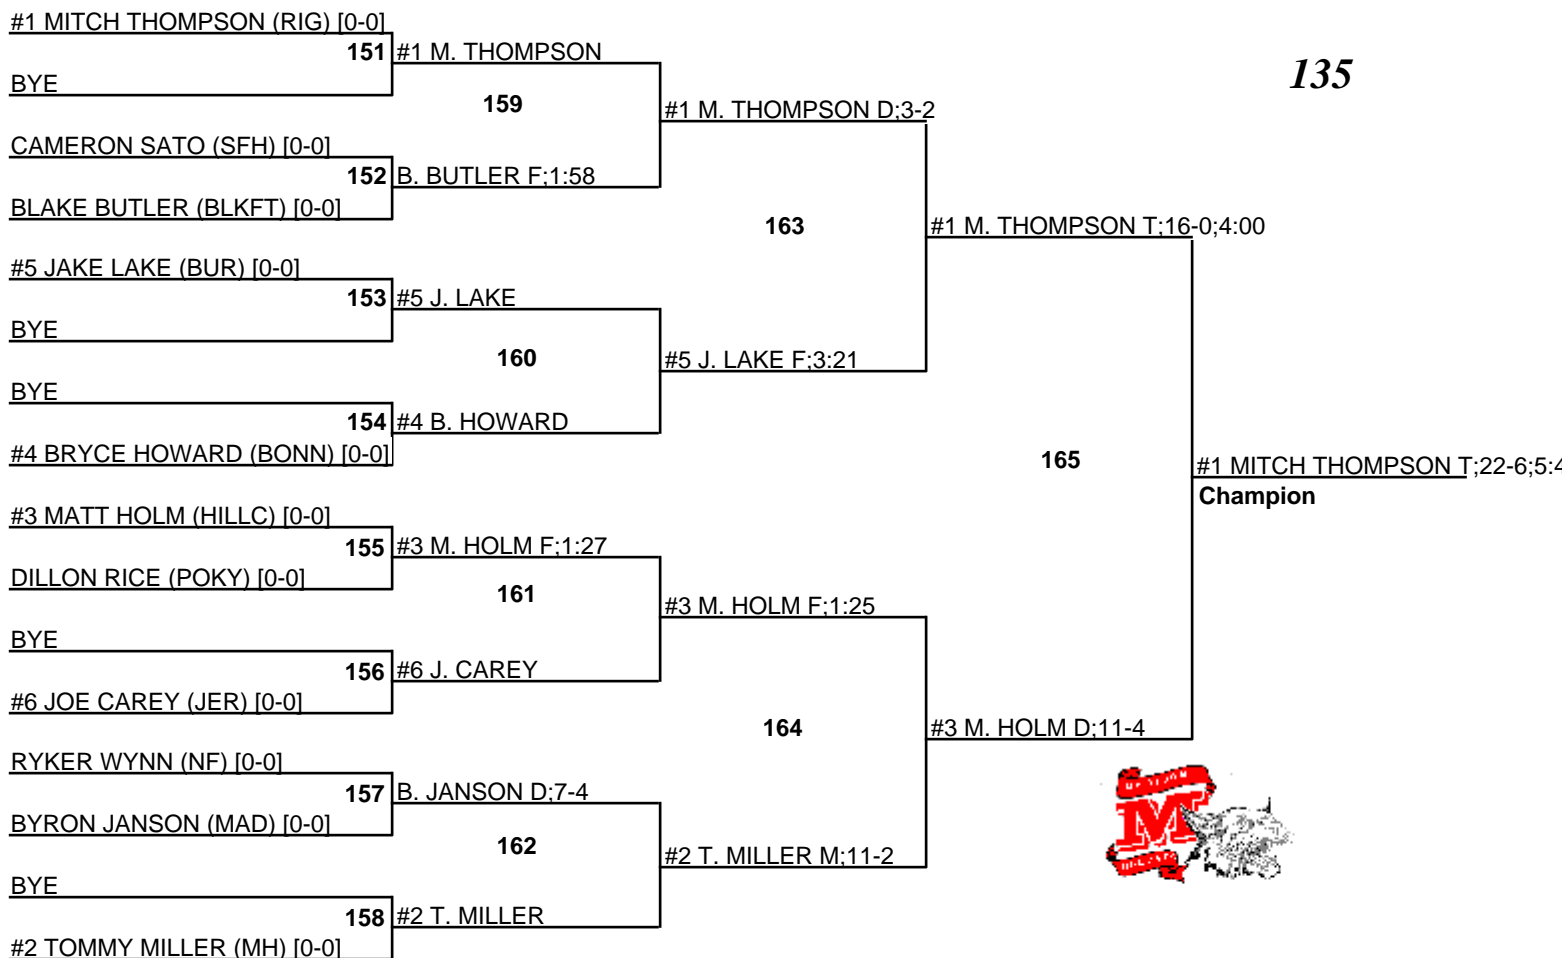 #1 MITCH THOMPSON (RIG) [0-0]
151 #1 M. THOMPSON
135
BYE
159
#1 M. THOMPSON D;3-2
CAMERON SATO (SFH) [0-0]
152 B. BUTLER F;1:58
BLAKE BUTLER (BLKFT) [0-0]
163
#1 M. THOMPSON T;16-0;4:00
#5 JAKE LAKE (BUR) [0-0]
153 #5 J. LAKE
BYE
160
#5 J. LAKE F;3:21
BYE
154 #4 B. HOWARD
#4 BRYCE HOWARD (BONN) [0-0]
165
#1 MITCH THOMPSON T;22-6;5:4
Champion
#3 MATT HOLM (HILLC) [0-0]
155 #3 M. HOLM F;1:27
DILLON RICE (POKY) [0-0]
161
#3 M. HOLM F;1:25
BYE
156 #6 J. CAREY
#6 JOE CAREY (JER) [0-0]
164
#3 M. HOLM D;11-4
RYKER WYNN (NF) [0-0]
157 B. JANSON D;7-4
BYRON JANSON (MAD) [0-0]
162
#2 T. MILLER M;11-2
BYE
158 #2 T. MILLER
#2 TOMMY MILLER (MH) [0-0]
M